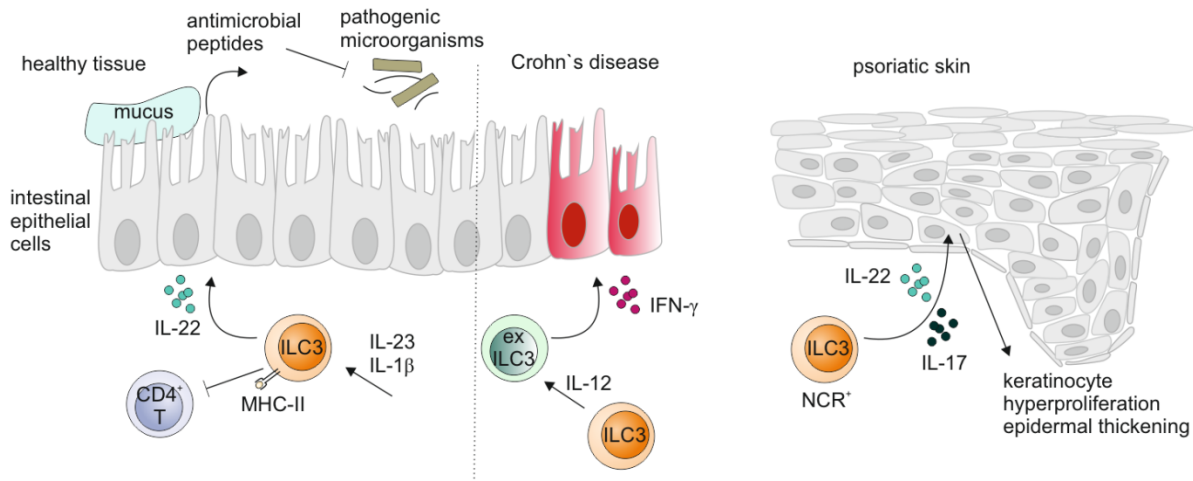 healthy tissue
antimicrobial
peptides
pathogenic
microorganisms
mucus
intestinal
epithelial
cells
IL-22
ILC3
IL-23
IL-1β
MHC-II
CD4⁺
T
Crohn`s disease
IFN-γ
ex
ILC3
IL-12
ILC3
psoriatic skin
IL-22
IL-17
ILC3
NCR⁺
keratinocyte
hyperproliferation
epidermal thickening